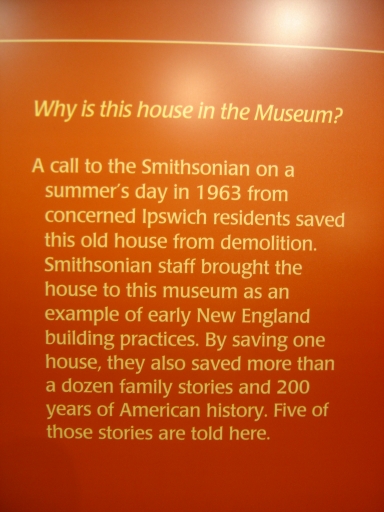 Why is this house in the Museum?
A call to the Smithsonian on a
summer's day in 1963 from
concerned Ipswich residents saved
this old house from demolition.
Smithsonian staff brought the
house to this museum as an
example of early New England
building practices. By saving one
house, they also saved more than
a dozen family stories and 200
years of American history. Five of
those stories are told here.